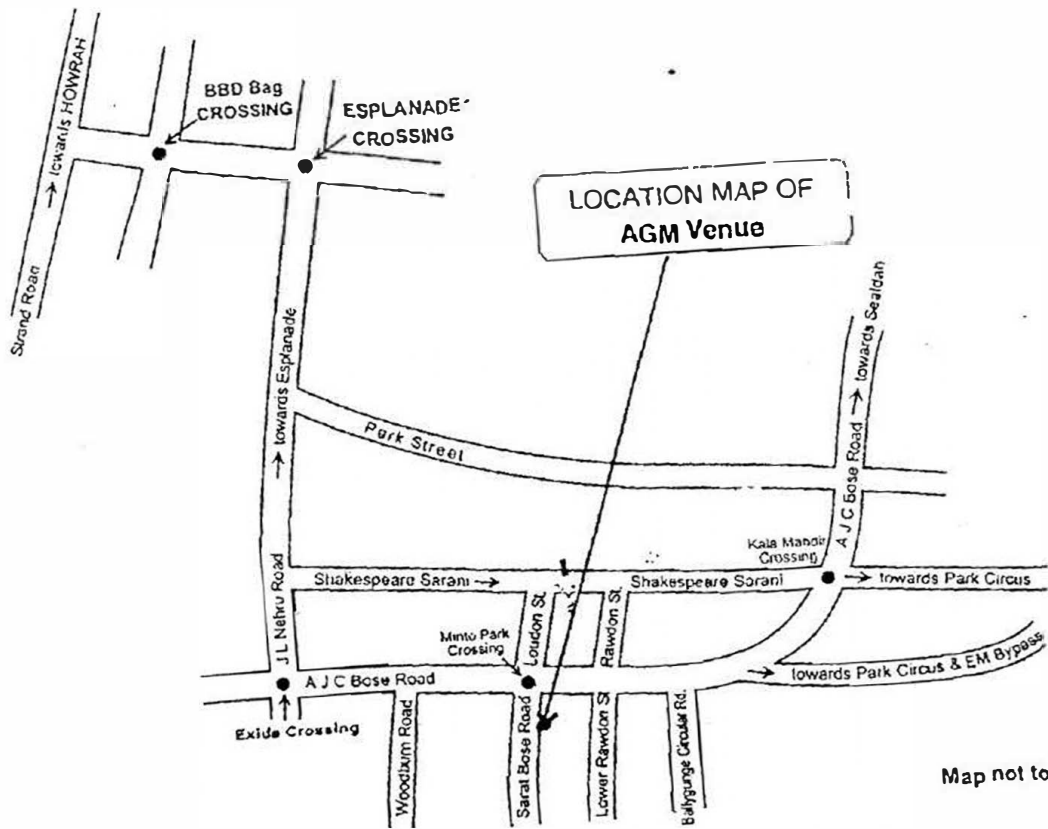 BBD Bag
CROSSING
ESPLANADE
CROSSING
towards HOWRAH
Strand Road
LOCATION MAP OF
AGM Venue
towards Esplanade
Park Street
A J C Bose Road
towards Sealdah
Kala Mandir
Crossing
Shakespeare Sarani
Shakespeare Sarani
towards Park Circus
J L Nehru Road
Loudon St.
Rawdon St.
Minto Park
Crossing
A J C Bose Road
towards Park Circus & EM Bypass
Exide Crossing
Woodburn Road
Sarat Bose Road
Lower Rawdon St
Ballygunge Circular Rd.
Map not to